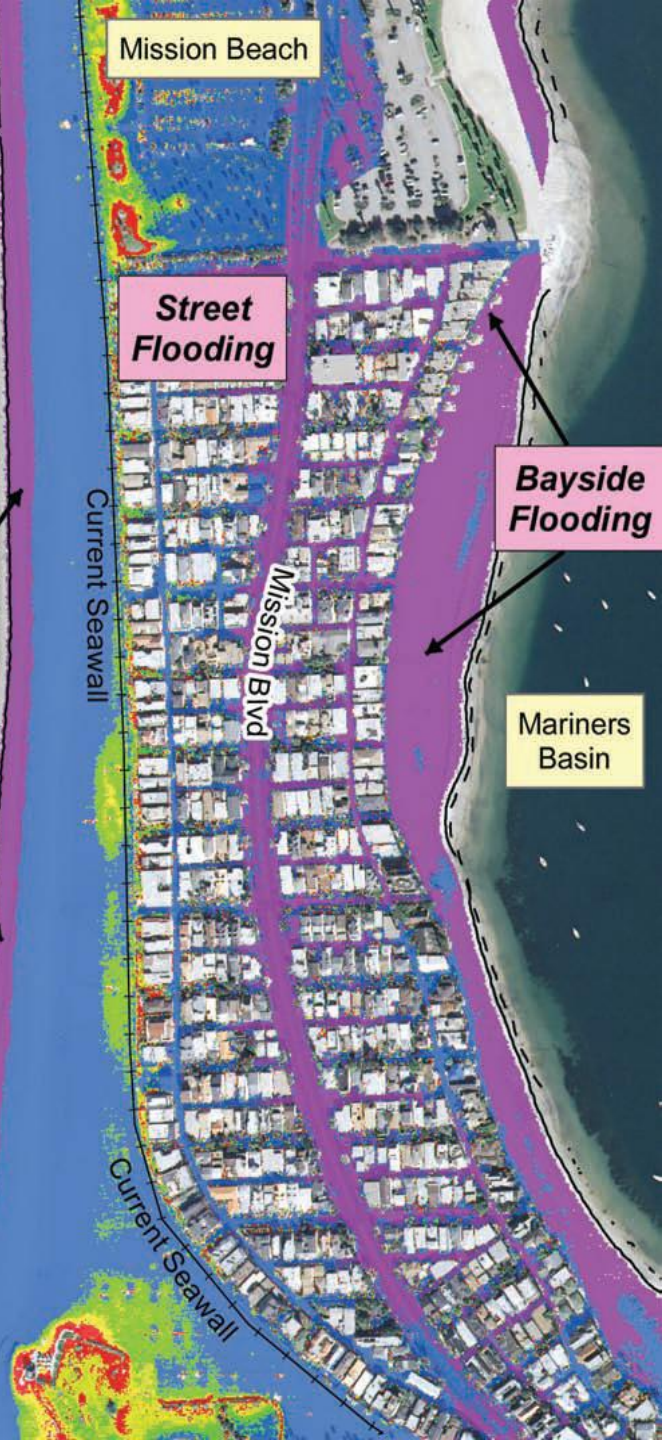 Mission Beach
Street
Flooding
Bayside
Flooding
Current Seawall
Mission Blvd
Mariners
Basin
Current Seawall